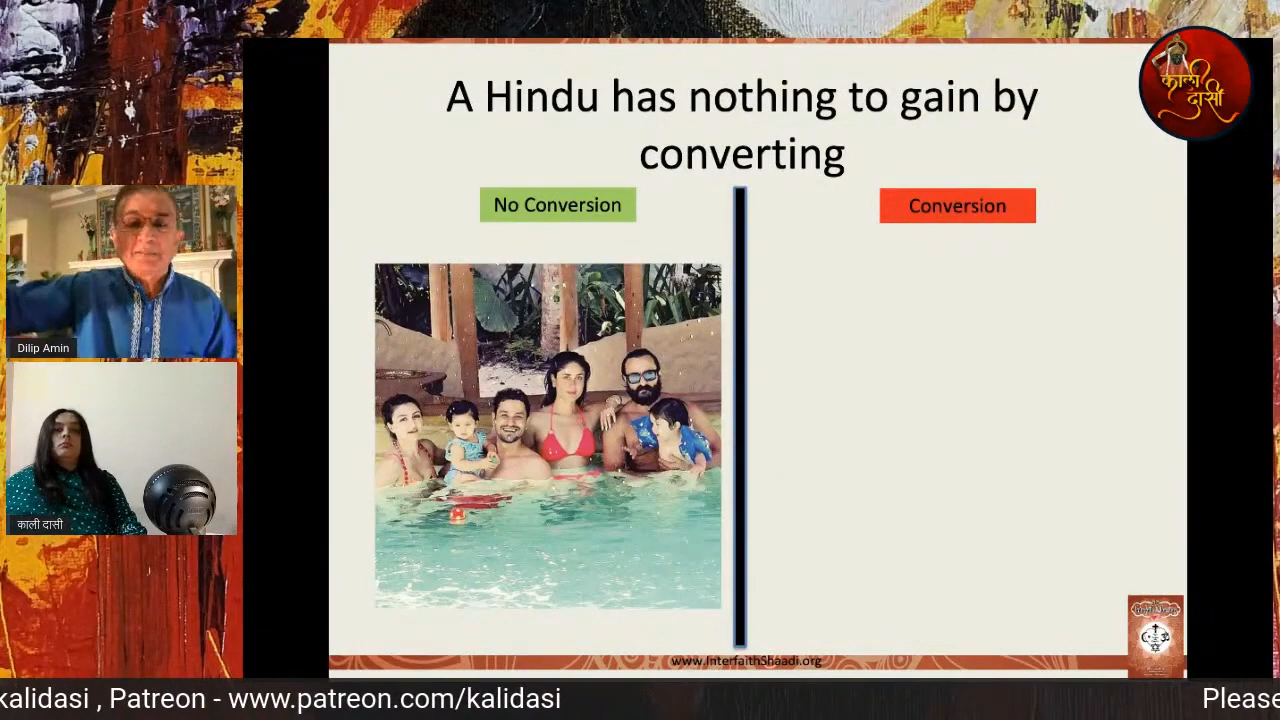 A Hindu has nothing to gain by
converting
No Conversion
Conversion
काली
दासी
Dilip Amin
काली दासी
www.InterfaithShaadi.org
kalidasi , Patreon - www.patreon.com/kalidasi
Please